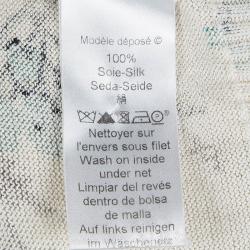 Modèle déposé ©
100%
Soie-Silk
Seda-Seide
絹
Nettoyer sur
l'envers sous filet
Wash on inside
under net
Limpiar del revés
dentro de bolsa
de malla
Auf links reinigen
im Wäschenetz